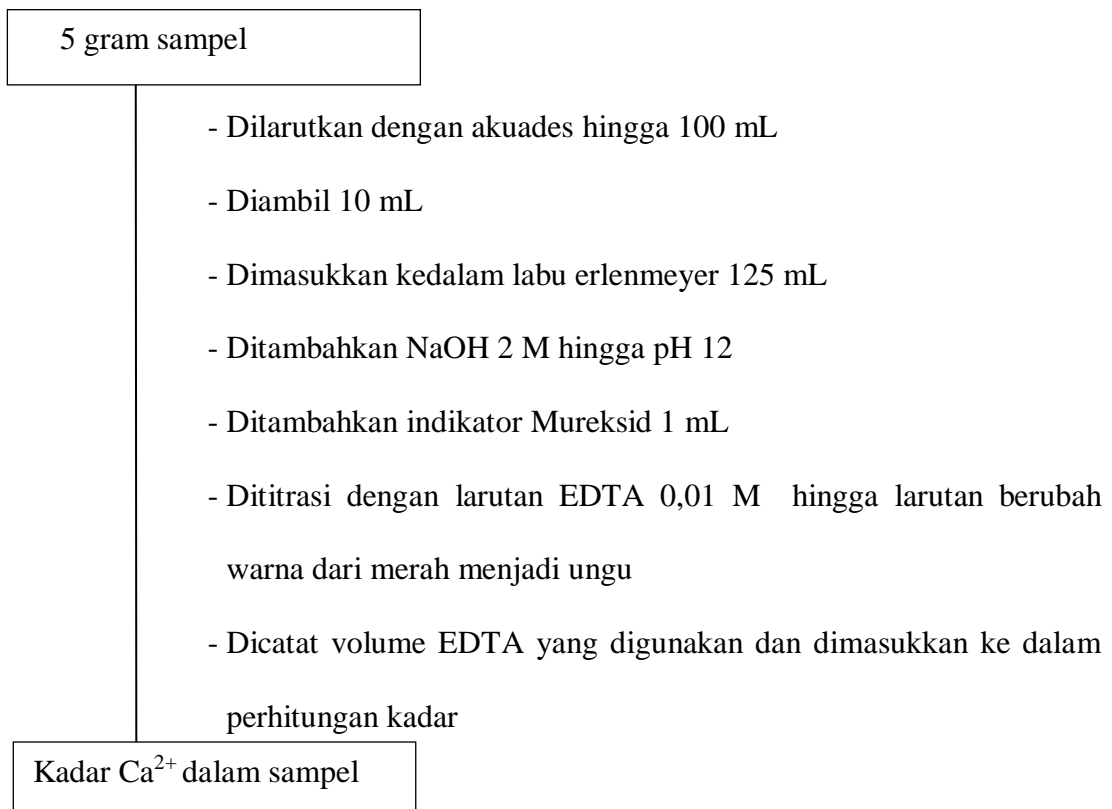 5 gram sampel
- Dilarutkan dengan akuades hingga 100 mL
- Diambil 10 mL
- Dimasukkan kedalam labu erlenmeyer 125 mL
- Ditambahkan NaOH 2 M hingga pH 12
- Ditambahkan indikator Mureksid 1 mL
- Dititrasi dengan larutan EDTA 0,01 M hingga larutan berubah
warna dari merah menjadi ungu
- Dicatat volume EDTA yang digunakan dan dimasukkan ke dalam
perhitungan kadar
Kadar Ca²⁺ dalam sampel